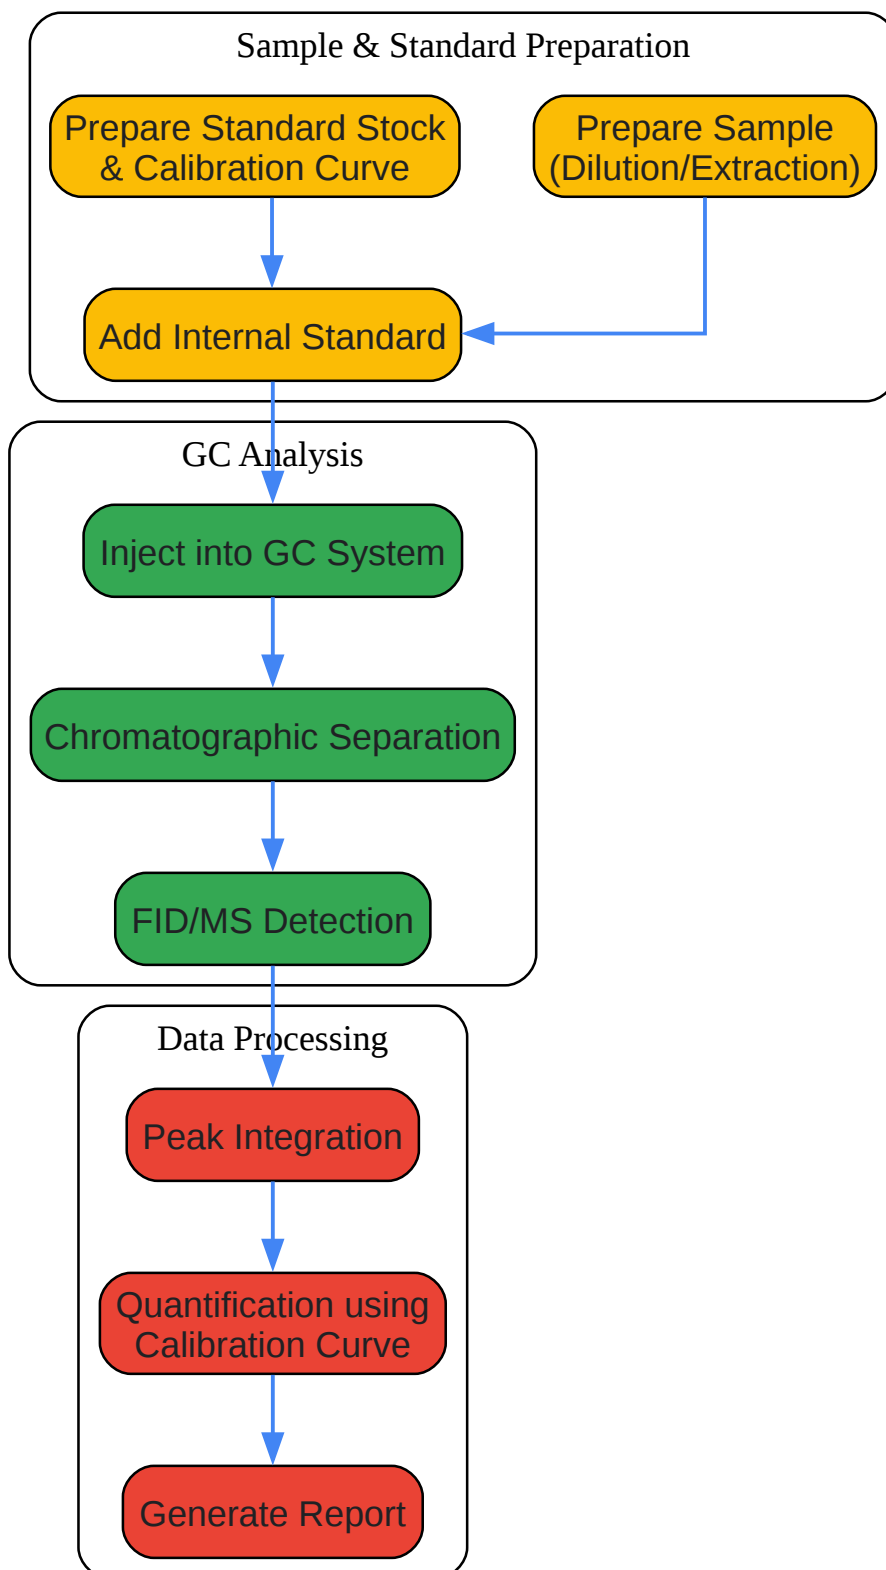 Sample & Standard Preparation
Prepare Standard Stock
& Calibration Curve
Prepare Sample
(Dilution/Extraction)
Add Internal Standard
GC Analysis
Inject into GC System
Chromatographic Separation
FID/MS Detection
Data Processing
Peak Integration
Quantification using
Calibration Curve
Generate Report